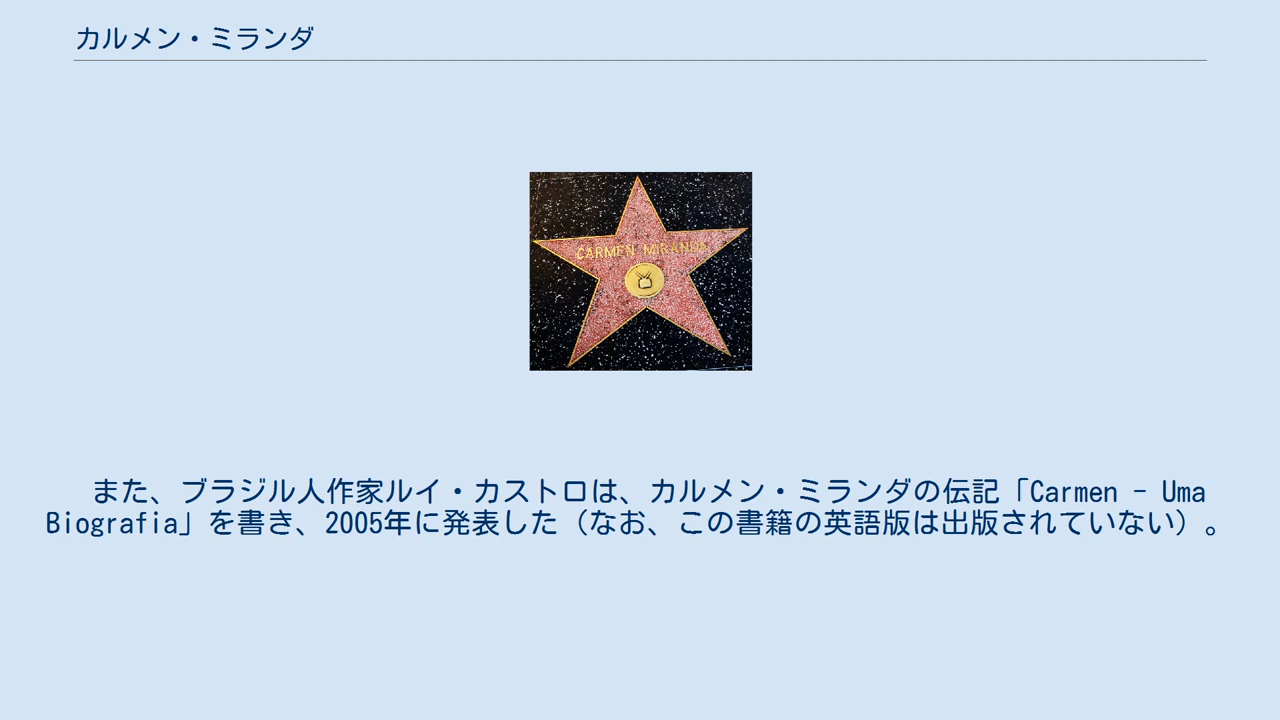 カルメン・ミランダ
CARMEN MIRANDA
また、ブラジル人作家ルイ・カストロは、カルメン・ミランダの伝記「Carmen - Uma
Biografia」を書き、2005年に発表した（なお、この書籍の英語版は出版されていない）。